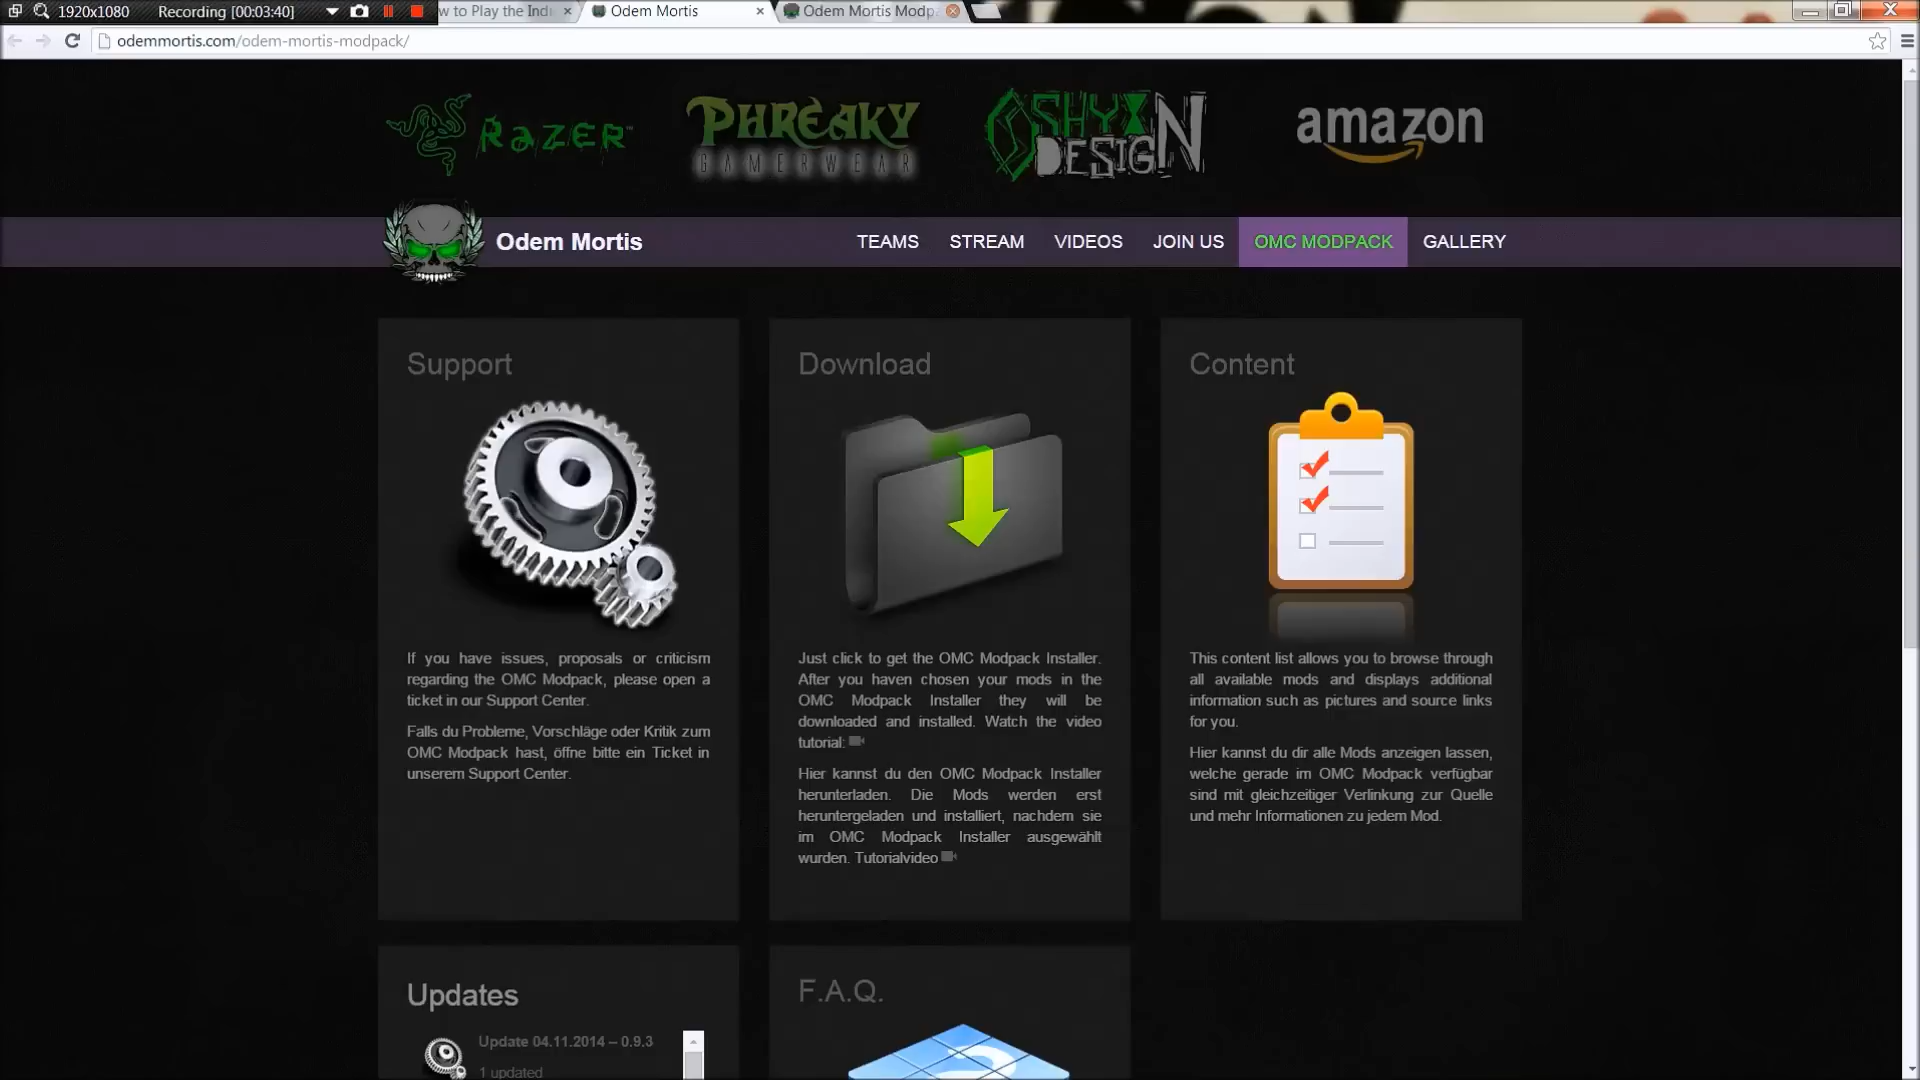 1920x1080 Recording [00:03:40] w to Play the Ind Odem Mortis Odem Mortis Modp
odemmortis.com/odem-mortis-modpack/
RAZER™ PHREAKY GAMERWEAR OSHYXN DESIGN amazon
Odem Mortis TEAMS STREAM VIDEOS JOIN US OMC MODPACK GALLERY
Support
If you have issues, proposals or criticism
regarding the OMC Modpack, please open a
ticket in our Support Center.
Falls du Probleme, Vorschläge oder Kritik zum
OMC Modpack hast, öffne bitte ein Ticket in
unserem Support Center.
Download
Just click to get the OMC Modpack Installer.
After you haven chosen your mods in the
OMC Modpack Installer they will be
downloaded and installed. Watch the video
tutorial:
Hier kannst du den OMC Modpack Installer
herunterladen. Die Mods werden erst
heruntergeladen und installiert, nachdem sie
im OMC Modpack Installer ausgewählt
wurden. Tutorialvideo
Content
This content list allows you to browse through
all available mods and displays additional
information such as pictures and source links
for you.
Hier kannst du dir alle Mods anzeigen lassen,
welche gerade im OMC Modpack verfügbar
sind mit gleichzeitiger Verlinkung zur Quelle
und mehr Informationen zu jedem Mod.
Updates
Update 04.11.2014 – 0.9.3
1 updated
F.A.Q.